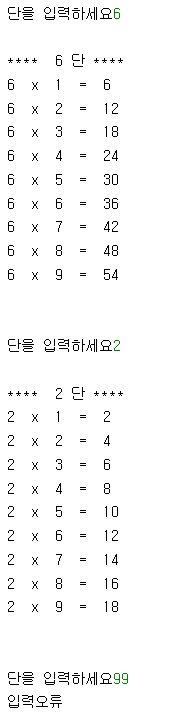 단을 입력하세요6
****  6 단 ****
6  x  1  =  6
6  x  2  =  12
6  x  3  =  18
6  x  4  =  24
6  x  5  =  30
6  x  6  =  36
6  x  7  =  42
6  x  8  =  48
6  x  9  =  54
단을 입력하세요2
****  2 단 ****
2  x  1  =  2
2  x  2  =  4
2  x  3  =  6
2  x  4  =  8
2  x  5  =  10
2  x  6  =  12
2  x  7  =  14
2  x  8  =  16
2  x  9  =  18
단을 입력하세요99
입력오류